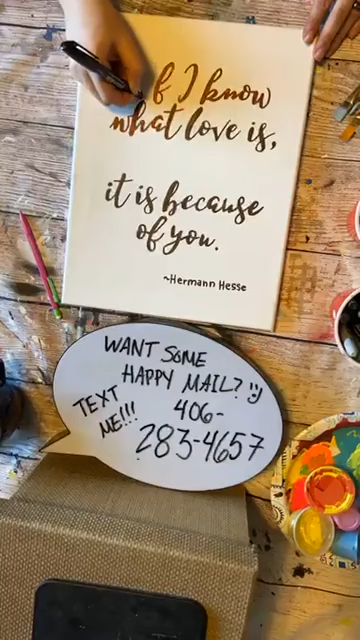 If I know
what love is,
it is because
of you.
~Hermann Hesse
WANT SOME
HAPPY MAIL? :)
TEXT
ME!!!
406-
283-4657